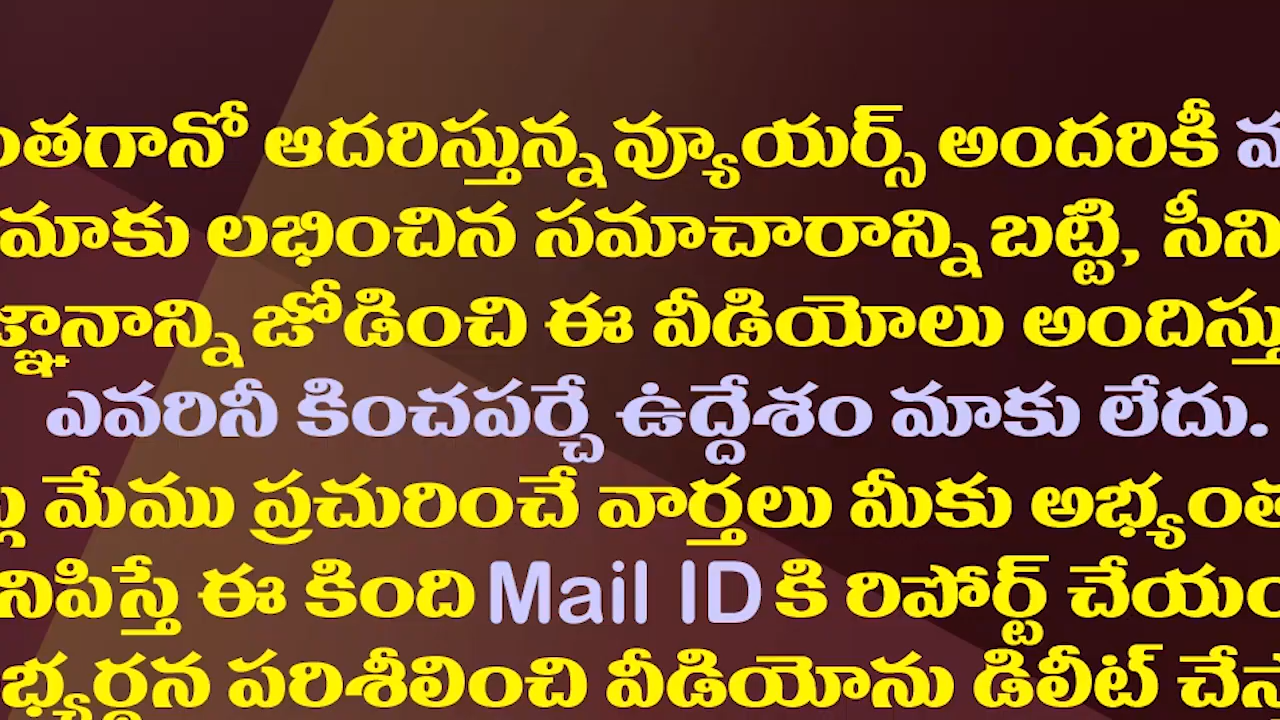 ఆదరిస్తున్న వ్యూయర్స్ అందరికీ
మాకు లభించిన సమాచారాన్ని బట్టి,
జోడించి ఈ వీడియోలు
ఎవరినీ కించపర్చే ఉద్దేశం మాకు లేదు.
మేము ప్రచురించే వార్తలు మీకు
ఈ కింది Mail ID కి రిపోర్ట్
పరిశీలించి వీడియోను డిలీట్